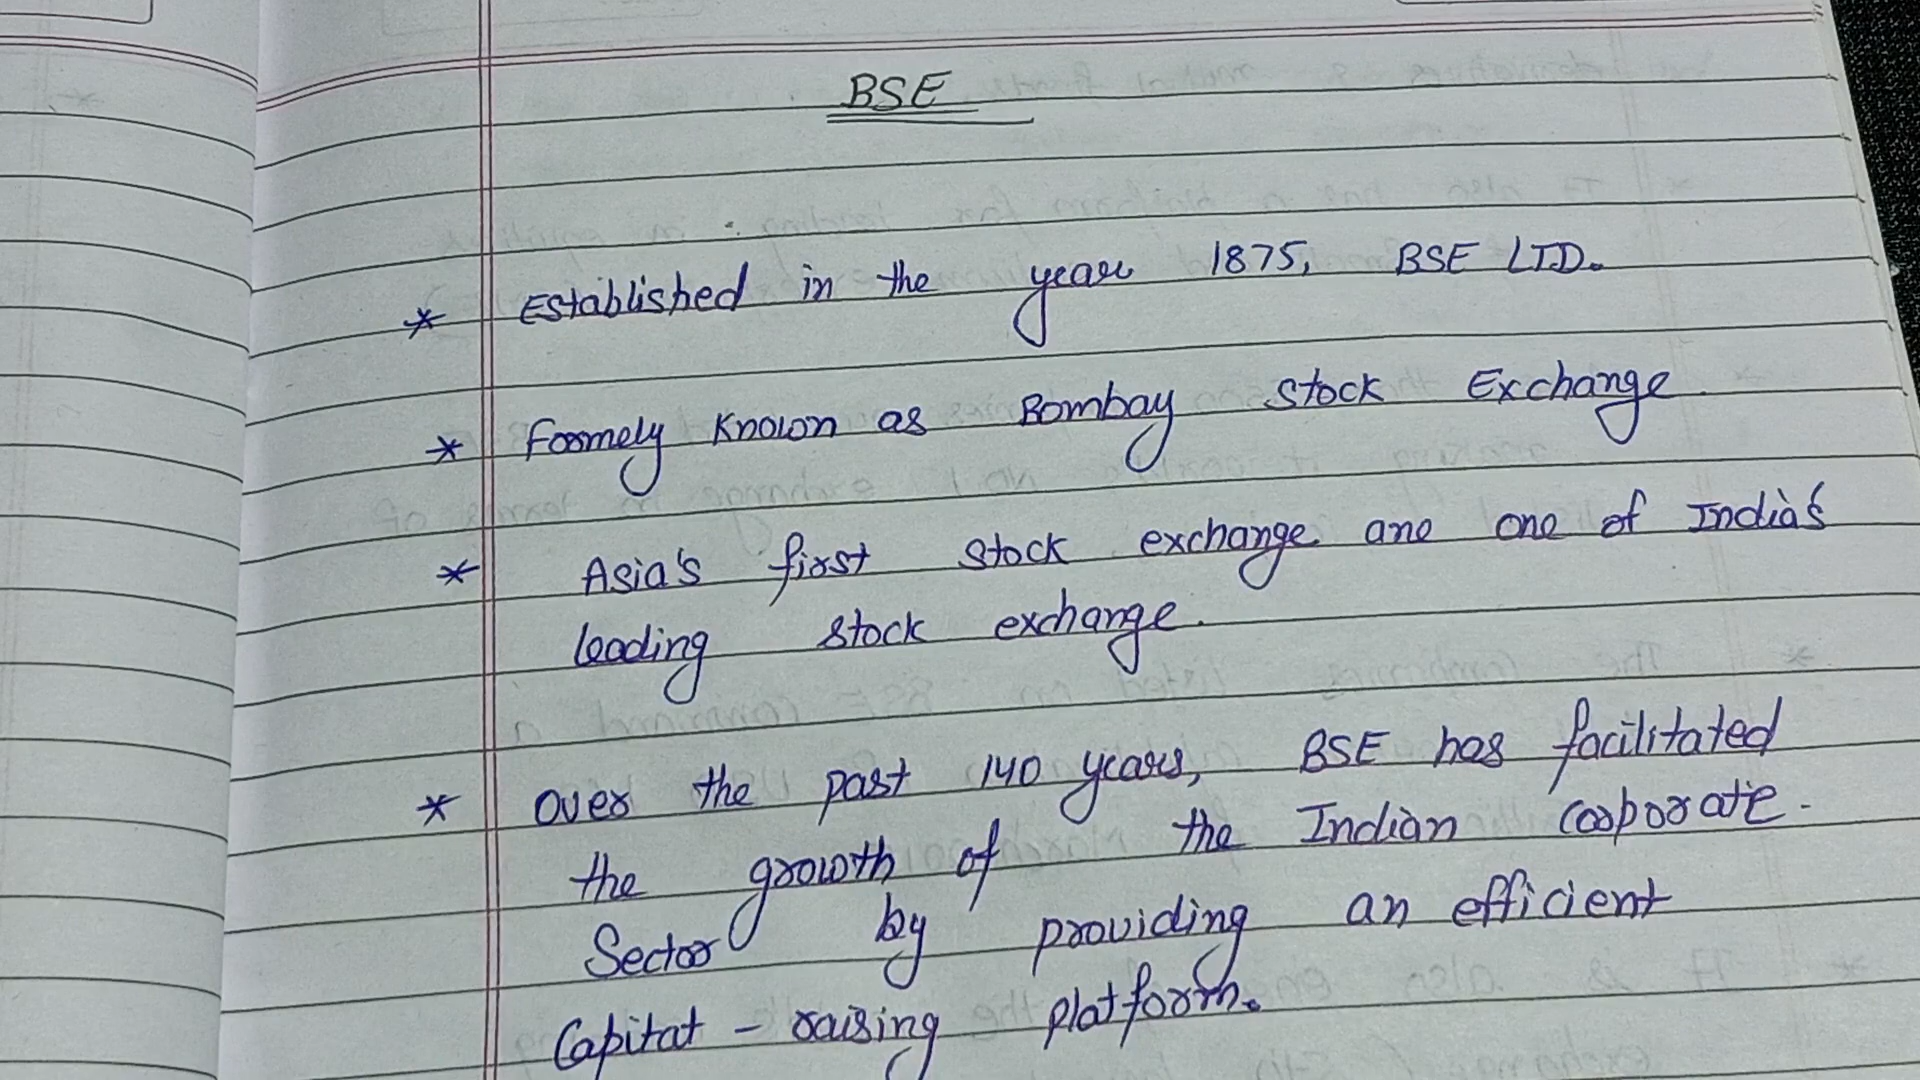 BSE
* Established in the year 1875, BSE LTD.
* Formely Known as Bombay Stock Exchange.
* Asia's first stock exchange ane one of India's
leading stock exchange.
* Over the past 140 years, BSE has facilitated
the growth of the Indian corporate.
Sector by providing an efficient
Capital - raising platform.